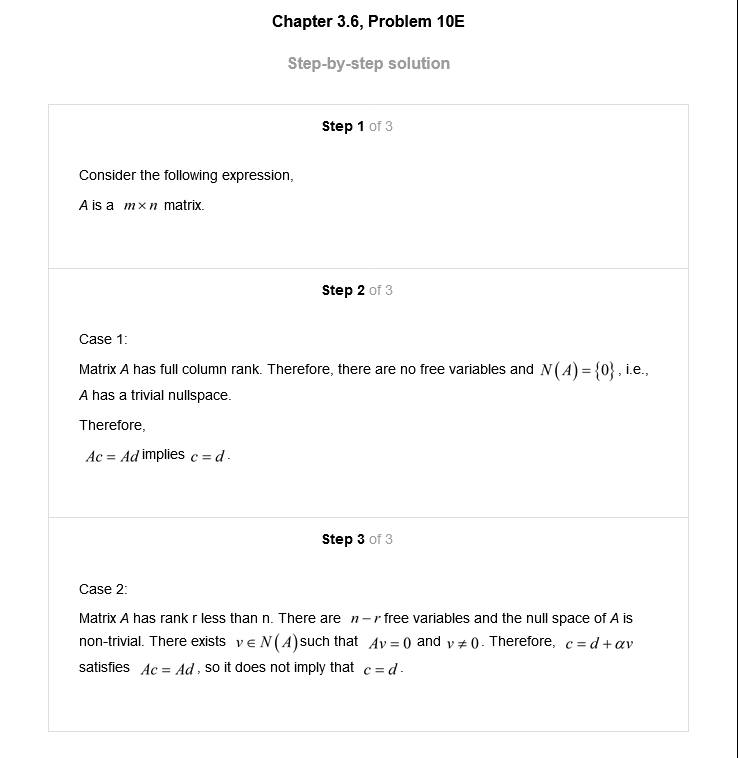 Chapter 3.6, Problem 10E
Step-by-step solution
Step 1 of 3
Consider the following expression,
A is a m×n matrix.
Step 2 of 3
Case 1:
Matrix A has full column rank. Therefore, there are no free variables and N(A)={0}, i.e.,
A has a trivial nullspace.
Therefore,
Ac = Ad implies c = d.
Step 3 of 3
Case 2:
Matrix A has rank r less than n. There are n−r free variables and the null space of A is
non-trivial. There exists v∈N(A) such that Av=0 and v≠0. Therefore, c=d+αv
satisfies Ac = Ad, so it does not imply that c=d.